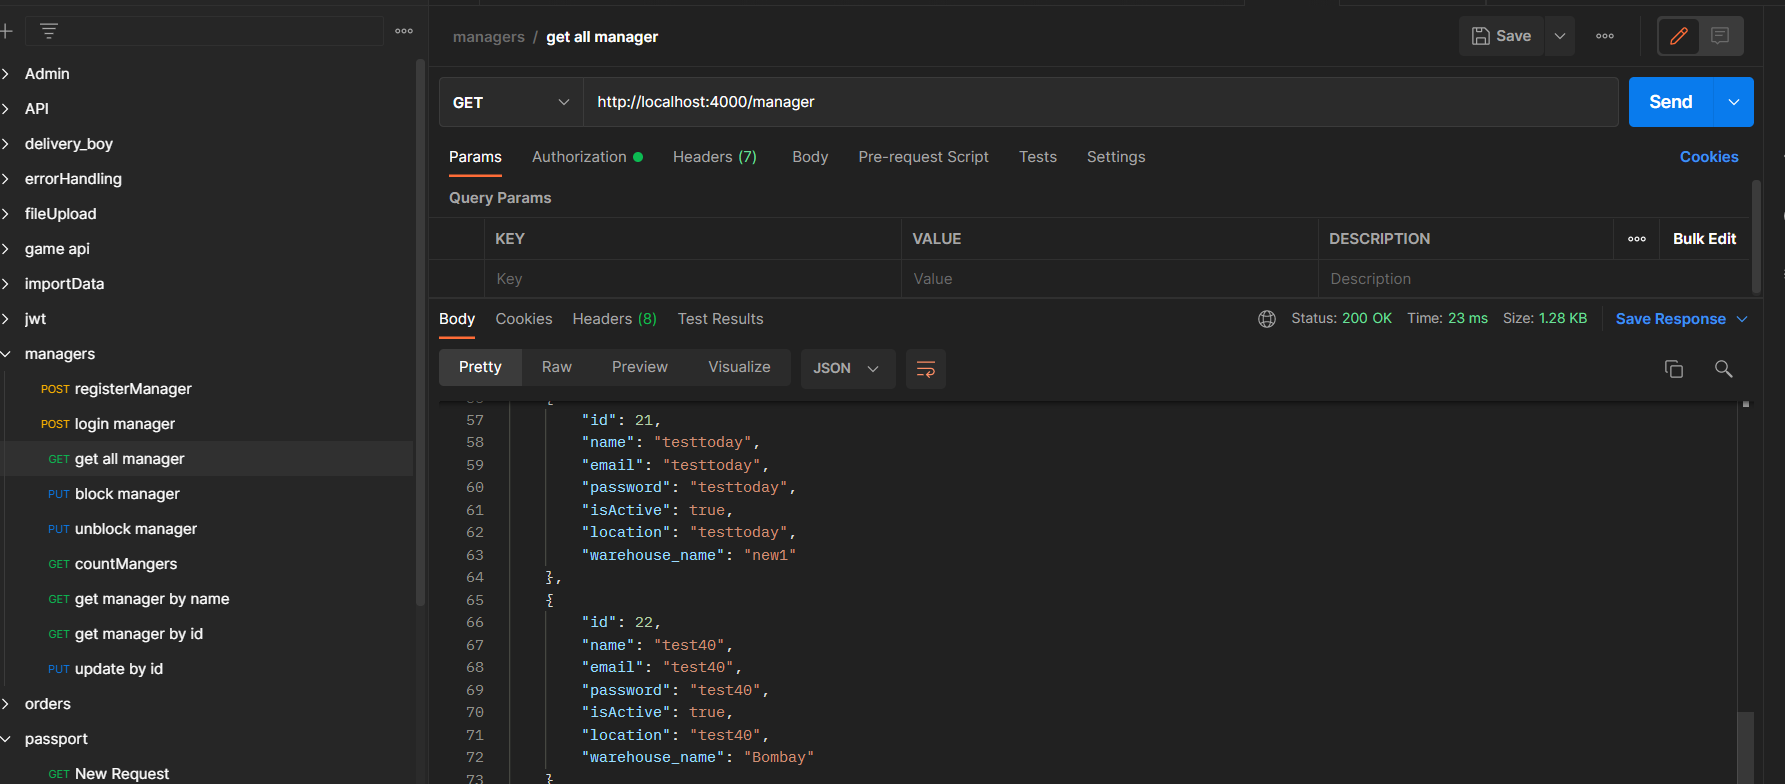 managers / get all manager
Save
GET
http://localhost:4000/manager
Send
Params
Authorization
Headers (7)
Body
Pre-request Script
Tests
Settings
Cookies
Query Params
KEY
VALUE
DESCRIPTION
Bulk Edit
Key
Value
Description
Body
Cookies
Headers (8)
Test Results
Status: 200 OK
Time: 23 ms
Size: 1.28 KB
Save Response
Pretty
Raw
Preview
Visualize
JSON
57 "id": 21,
58 "name": "testtoday",
59 "email": "testtoday",
60 "password": "testtoday",
61 "isActive": true,
62 "location": "testtoday",
63 "warehouse_name": "new1"
64 },
65 {
66 "id": 22,
67 "name": "test40",
68 "email": "test40",
69 "password": "test40",
70 "isActive": true,
71 "location": "test40",
72 "warehouse_name": "Bombay"
73 }
Admin
API
delivery_boy
errorHandling
fileUpload
game api
importData
jwt
managers
POST registerManager
POST login manager
GET get all manager
PUT block manager
PUT unblock manager
GET countMangers
GET get manager by name
GET get manager by id
PUT update by id
orders
passport
GET New Request